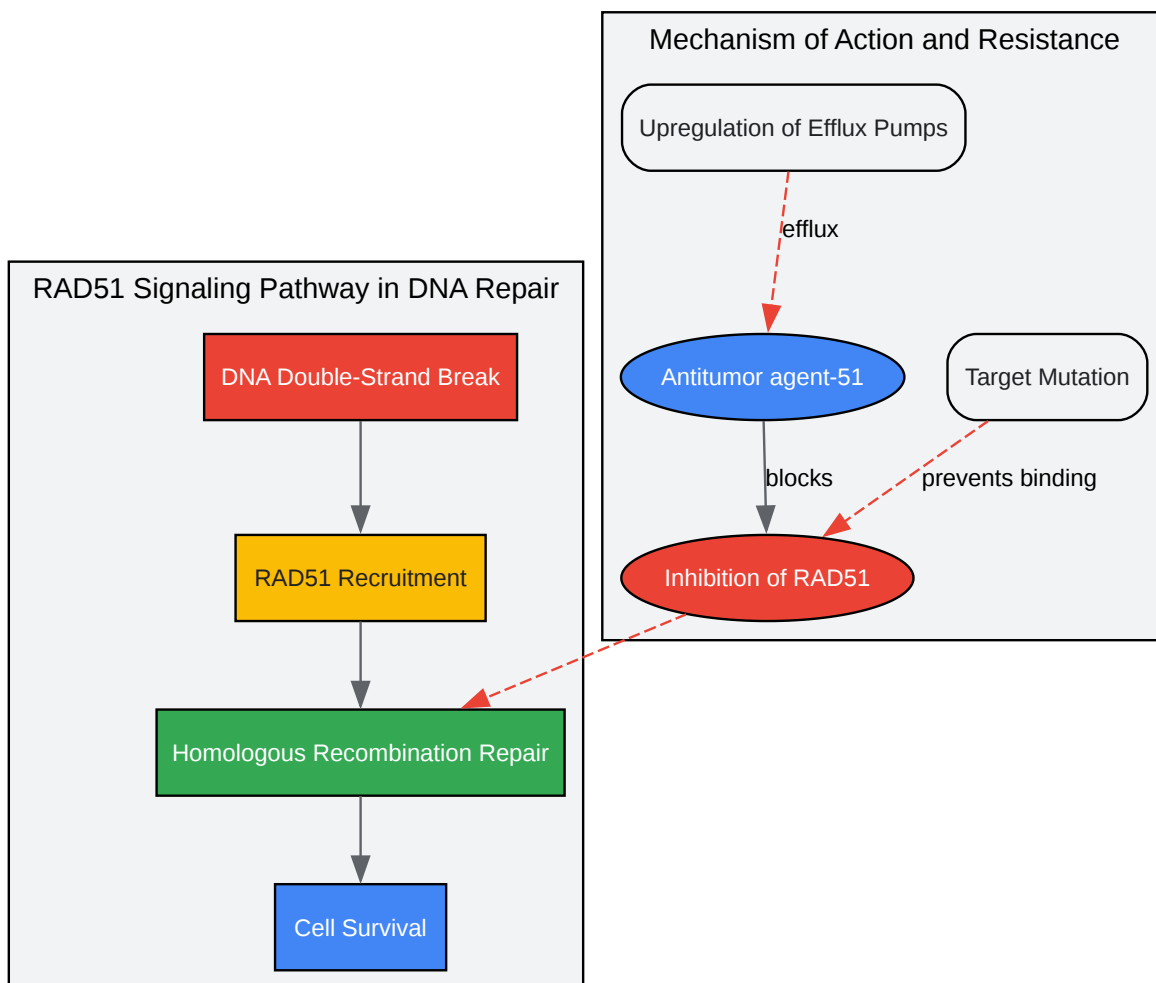 Mechanism of Action and Resistance
Upregulation of Efflux Pumps
efflux
Antitumor agent-51
Target Mutation
blocks
prevents binding
Inhibition of RAD51
RAD51 Signaling Pathway in DNA Repair
DNA Double-Strand Break
RAD51 Recruitment
Homologous Recombination Repair
Cell Survival